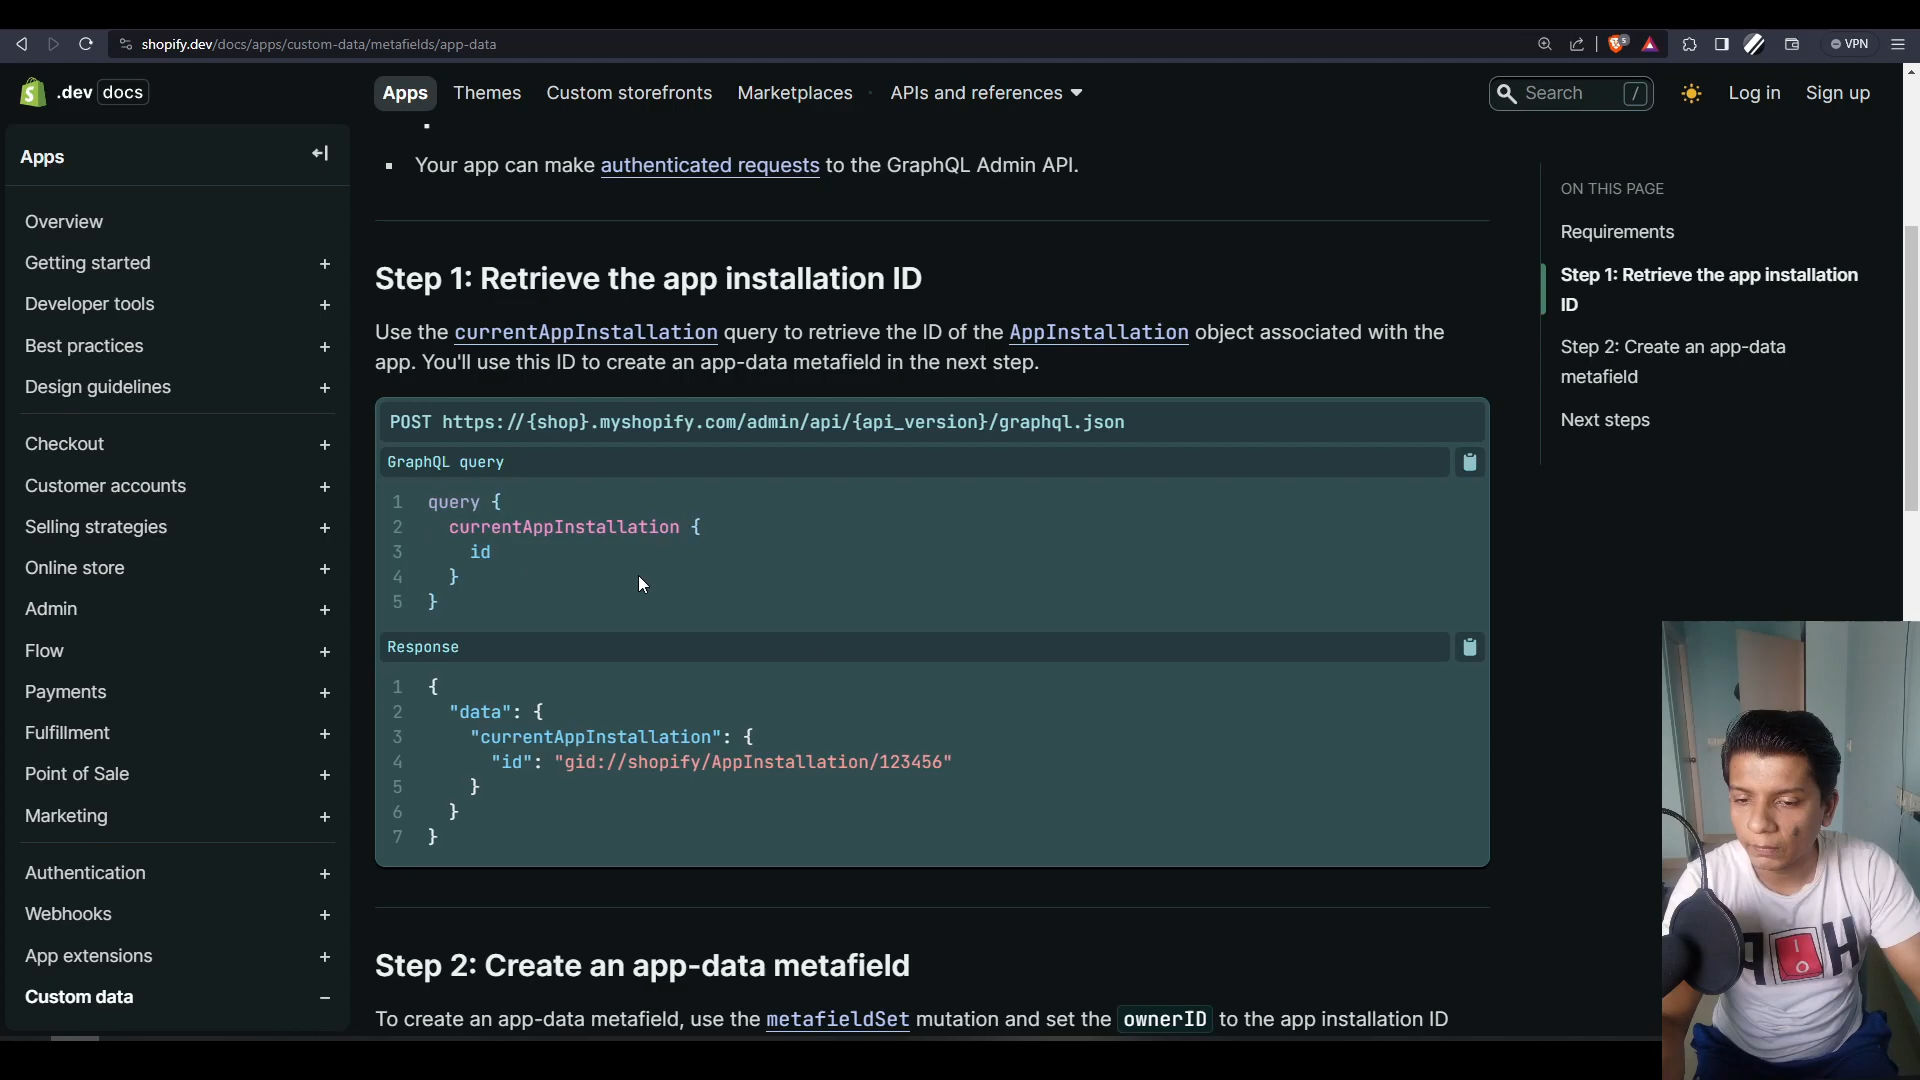 shopify.dev/docs/apps/custom-data/metafields/app-data
5
VPN
.dev docs
Apps
Themes
Custom storefronts
Marketplaces
APIs and references
Search /
Log in
Sign up
Apps
Overview
Getting started +
Developer tools +
Best practices +
Design guidelines +
Checkout +
Customer accounts +
Selling strategies +
Online store +
Admin +
Flow +
Payments +
Fulfillment +
Point of Sale +
Marketing +
Authentication +
Webhooks +
App extensions +
Custom data −
Your app can make authenticated requests to the GraphQL Admin API.
Step 1: Retrieve the app installation ID
Use the currentAppInstallation query to retrieve the ID of the AppInstallation object associated with the
app. You'll use this ID to create an app-data metafield in the next step.
POST https://{shop}.myshopify.com/admin/api/{api_version}/graphql.json
GraphQL query
1 query {
2 currentAppInstallation {
3 id
4 }
5 }
Response
1 {
2 "data": {
3 "currentAppInstallation": {
4 "id": "gid://shopify/AppInstallation/123456"
5 }
6 }
7 }
Step 2: Create an app-data metafield
To create an app-data metafield, use the metafieldSet mutation and set the ownerID to the app installation ID
ON THIS PAGE
Requirements
Step 1: Retrieve the app installation
ID
Step 2: Create an app-data
metafield
Next steps